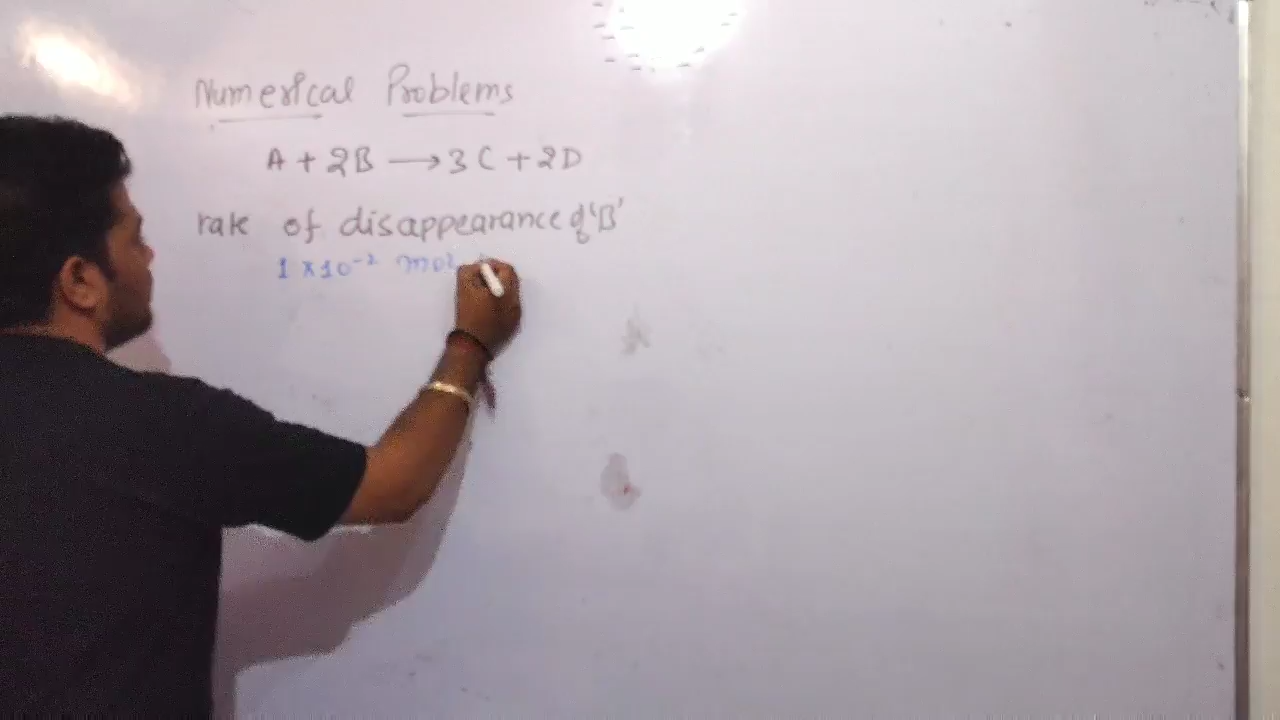 Numerical Problems
A + 2B ⟶ 3C + 2D
rate of disappearance of 'B'
1 × 10⁻² mol